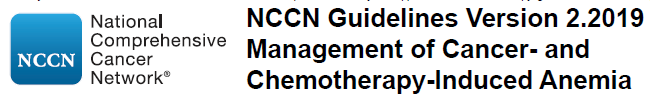 NCCN
National
Comprehensive
Cancer
Network®
NCCN Guidelines Version 2.2019
Management of Cancer- and
Chemotherapy-Induced Anemia